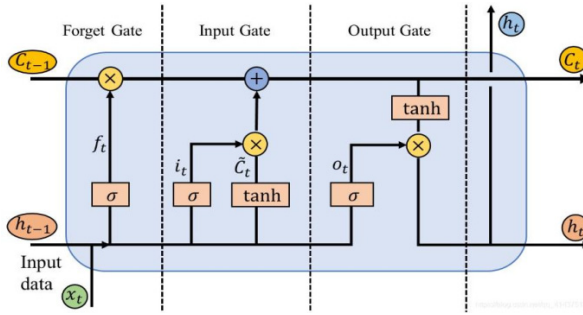 Forget Gate Input Gate Output Gate
h_t
C_{t-1} × + C_t
tanh
f_t i_t × C̃_t o_t ×
σ σ tanh σ
h_{t-1} h_t
Input
data
x_t